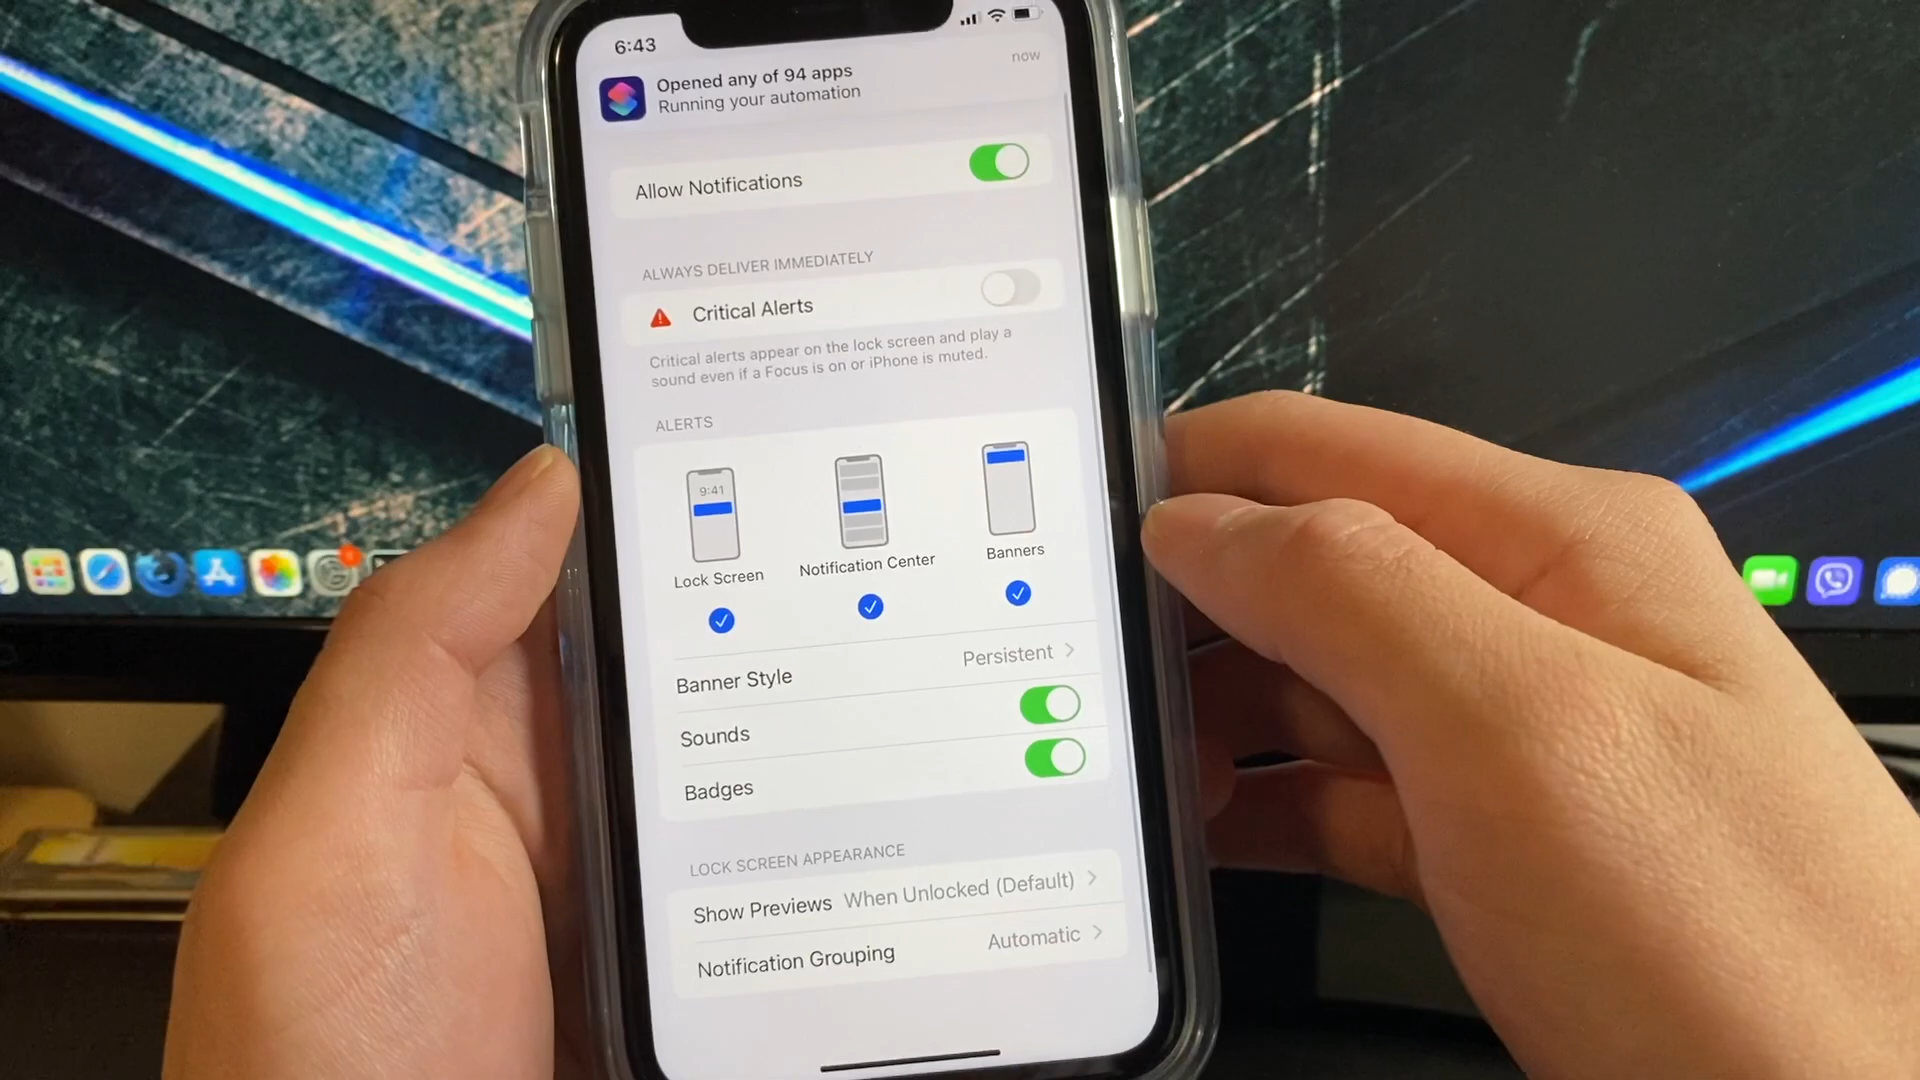 6:43
Opened any of 94 apps
now
Running your automation
Allow Notifications
ALWAYS DELIVER IMMEDIATELY
Critical Alerts
Critical alerts appear on the lock screen and play a
sound even if a Focus is on or iPhone is muted.
ALERTS
9:41
Lock Screen
Notification Center
Banners
Banner Style
Persistent
Sounds
Badges
LOCK SCREEN APPEARANCE
Show Previews
When Unlocked (Default)
Notification Grouping
Automatic